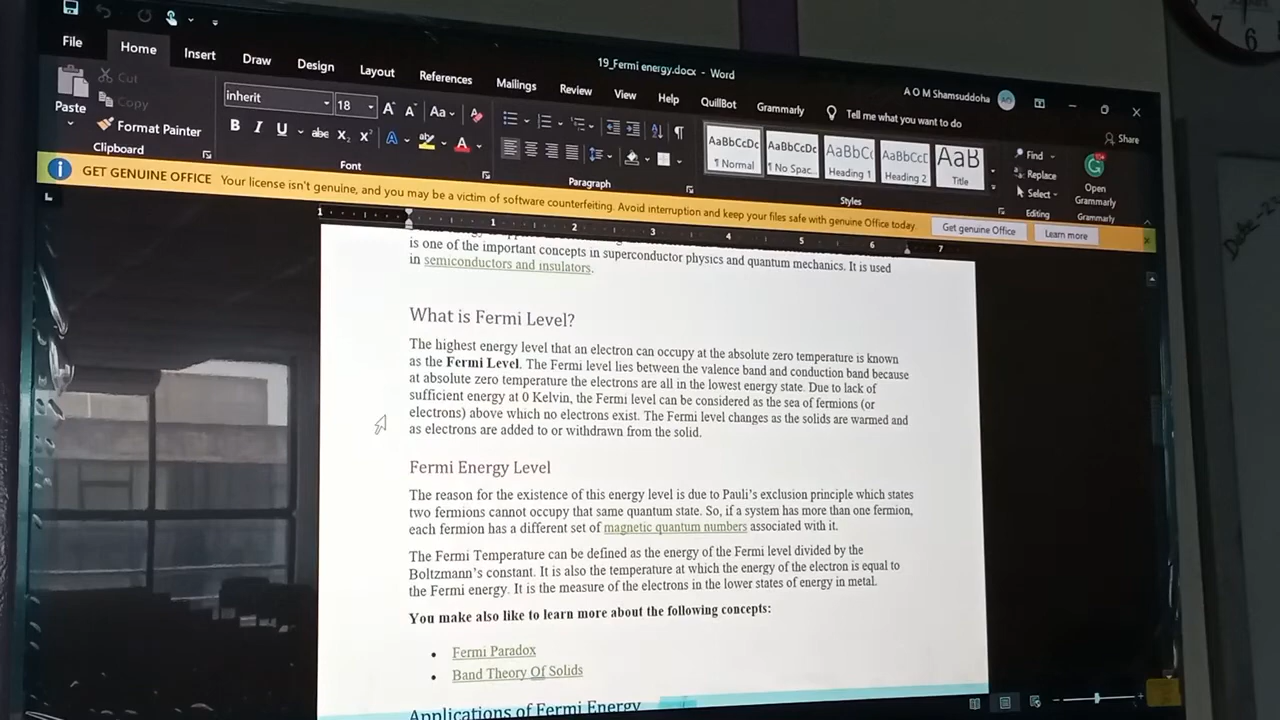 19_Fermi energy.docx - Word
A O M Shamsuddoha
File Home Insert Draw Design Layout References Mailings Review View Help QuillBot Grammarly Tell me what you want to do
Share
Paste
Cut
Copy
Format Painter
Clipboard
inherit 18
Font
Paragraph
AaBbCcDc AaBbCcDc AaBbC AaBbCcD AaB
¶ Normal ¶ No Spac... Heading 1 Heading 2 Title
Styles
Find
Replace
Select
Editing
Open
Grammarly
Grammarly
GET GENUINE OFFICE Your license isn't genuine, and you may be a victim of software counterfeiting. Avoid interruption and keep your files safe with genuine Office today. Get genuine Office Learn more
1 1 2 3 4 5 6 7
is one of the important concepts in superconductor physics and quantum mechanics. It is used
in semiconductors and insulators.
What is Fermi Level?
The highest energy level that an electron can occupy at the absolute zero temperature is known
as the Fermi Level. The Fermi level lies between the valence band and conduction band because
at absolute zero temperature the electrons are all in the lowest energy state. Due to lack of
sufficient energy at 0 Kelvin, the Fermi level can be considered as the sea of fermions (or
electrons) above which no electrons exist. The Fermi level changes as the solids are warmed and
as electrons are added to or withdrawn from the solid.
Fermi Energy Level
The reason for the existence of this energy level is due to Pauli's exclusion principle which states
two fermions cannot occupy that same quantum state. So, if a system has more than one fermion,
each fermion has a different set of magnetic quantum numbers associated with it.
The Fermi Temperature can be defined as the energy of the Fermi level divided by the
Boltzmann's constant. It is also the temperature at which the energy of the electron is equal to
the Fermi energy. It is the measure of the electrons in the lower states of energy in metal.
You make also like to learn more about the following concepts:
• Fermi Paradox
• Band Theory Of Solids
Applications of Fermi Energy
7 6